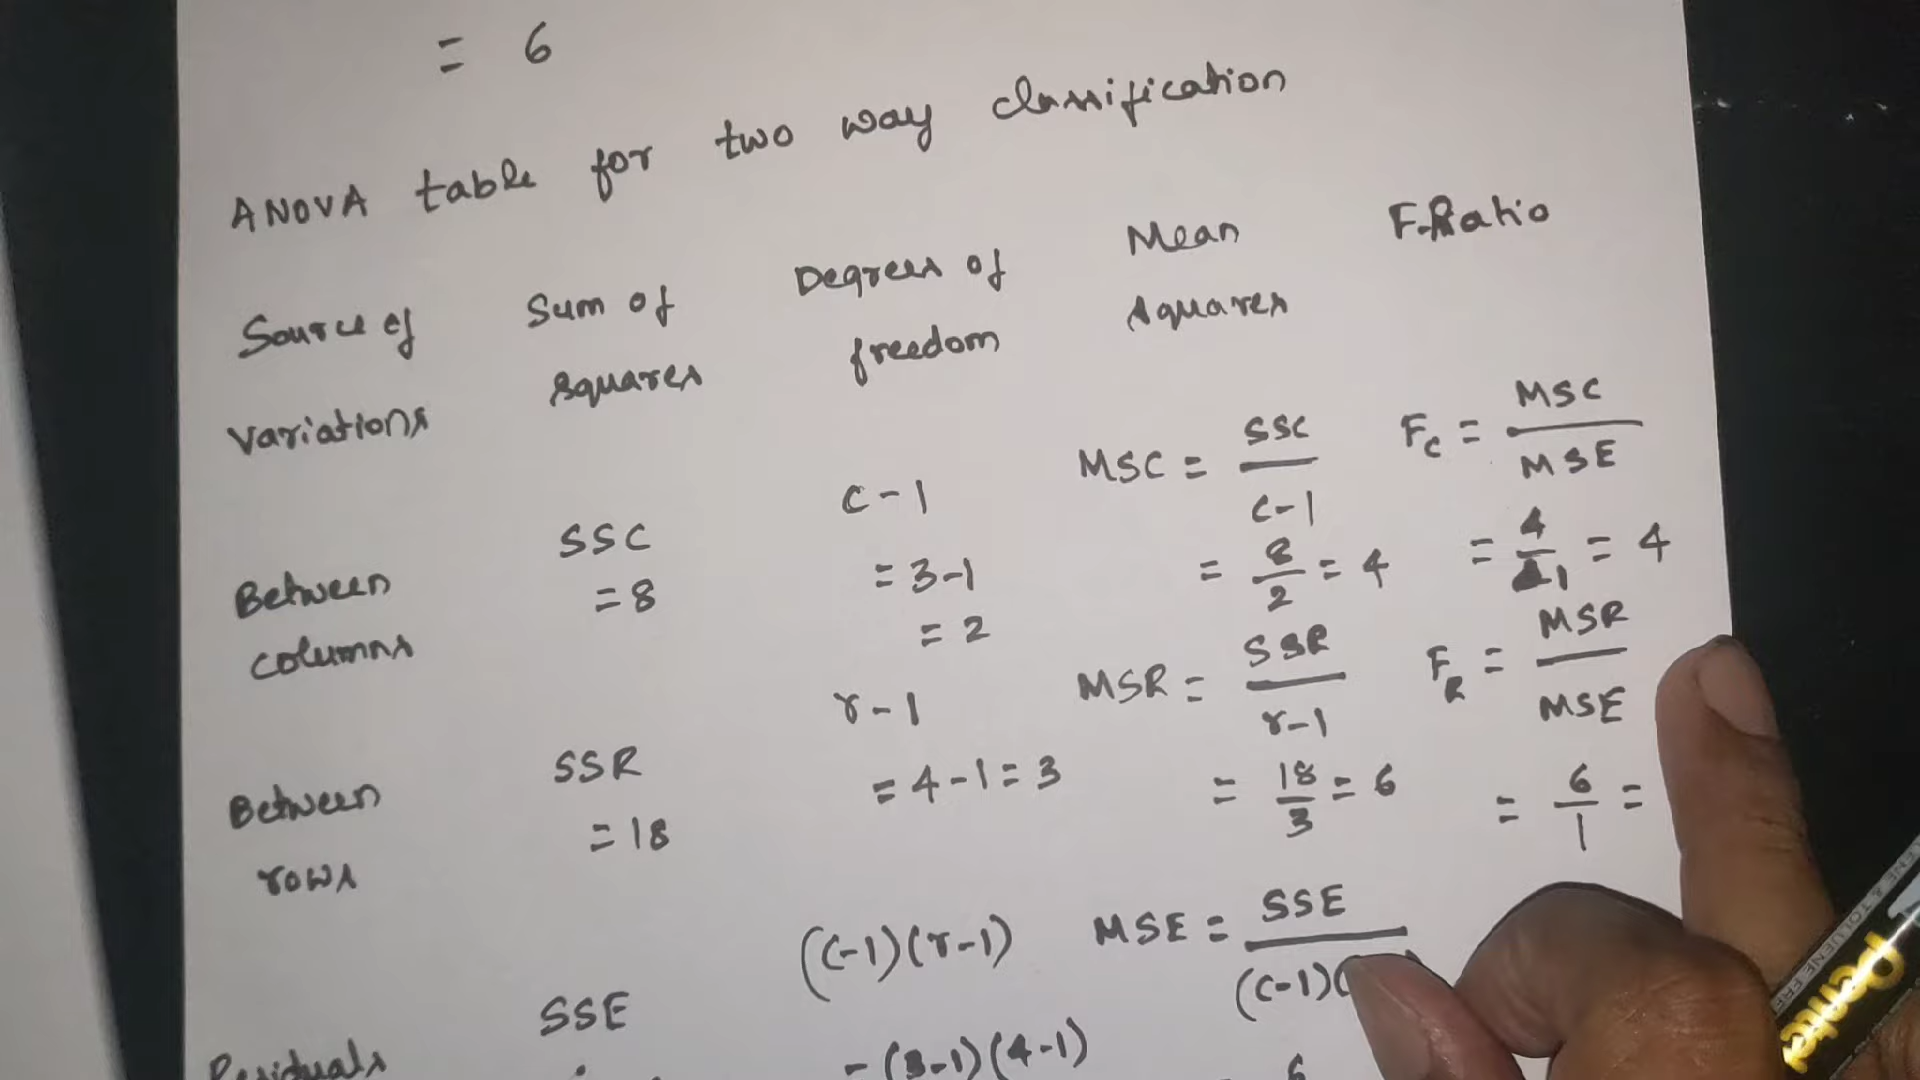 = 6
ANOVA table for two way classification
Source of Sum of Degrees of Mean F-Ratio
Variations squares freedom squares
Between columns
SSC
= 8
c-1
= 3-1
= 2
MSC = SSC / c-1
= 8/2 = 4
Fc = MSC / MSE
= 4/1 = 4
Between rows
SSR
= 18
r-1
= 4-1 = 3
MSR = SSR / r-1
= 18/3 = 6
FR = MSR / MSE
= 6/1 =
Residuals
SSE
(c-1)(r-1)
= (3-1)(4-1)
MSE = SSE / (c-1)(
6
Penta